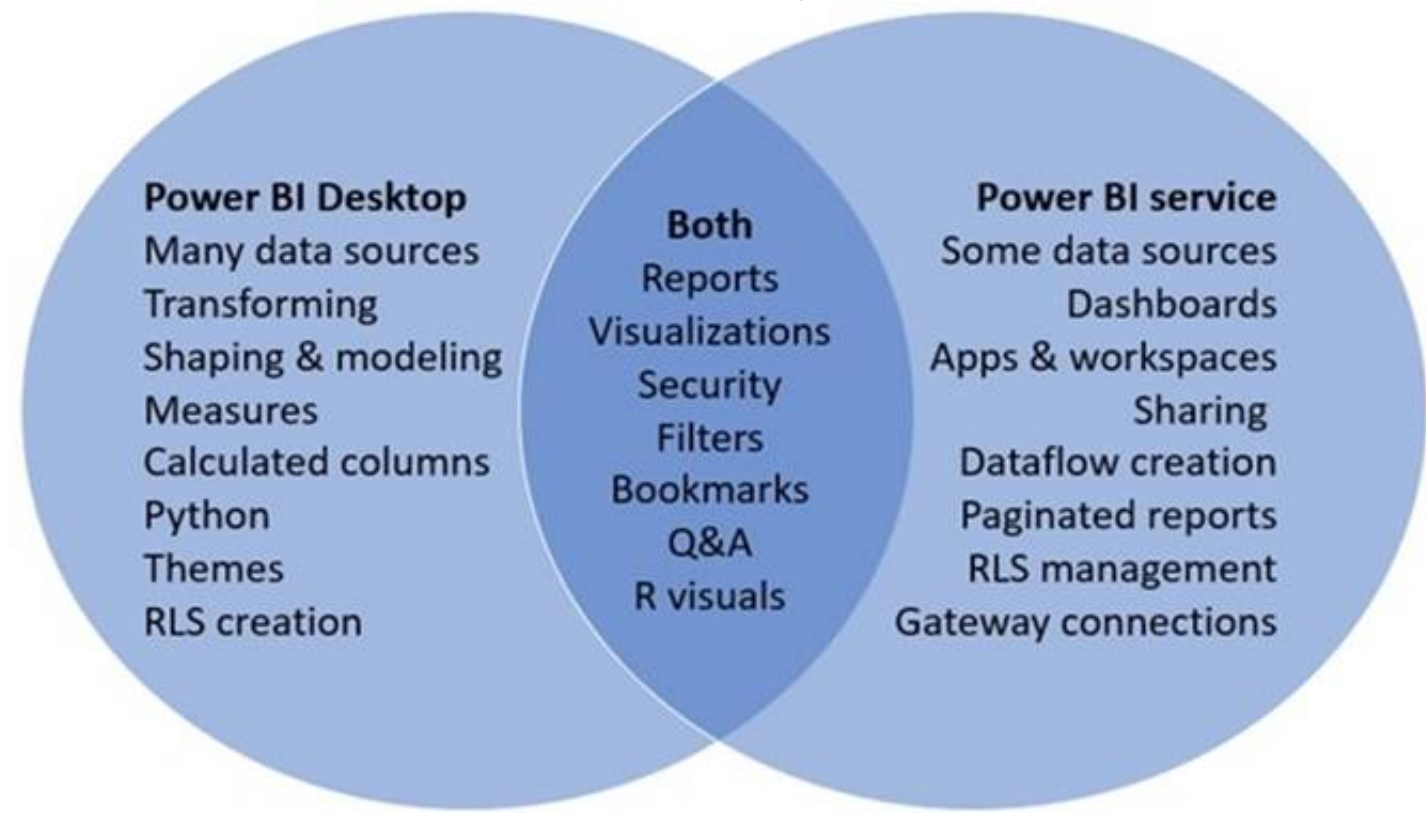 Power BI Desktop
Many data sources
Transforming
Shaping & modeling
Measures
Calculated columns
Python
Themes
RLS creation
Both
Reports
Visualizations
Security
Filters
Bookmarks
Q&A
R visuals
Power BI service
Some data sources
Dashboards
Apps & workspaces
Sharing
Dataflow creation
Paginated reports
RLS management
Gateway connections